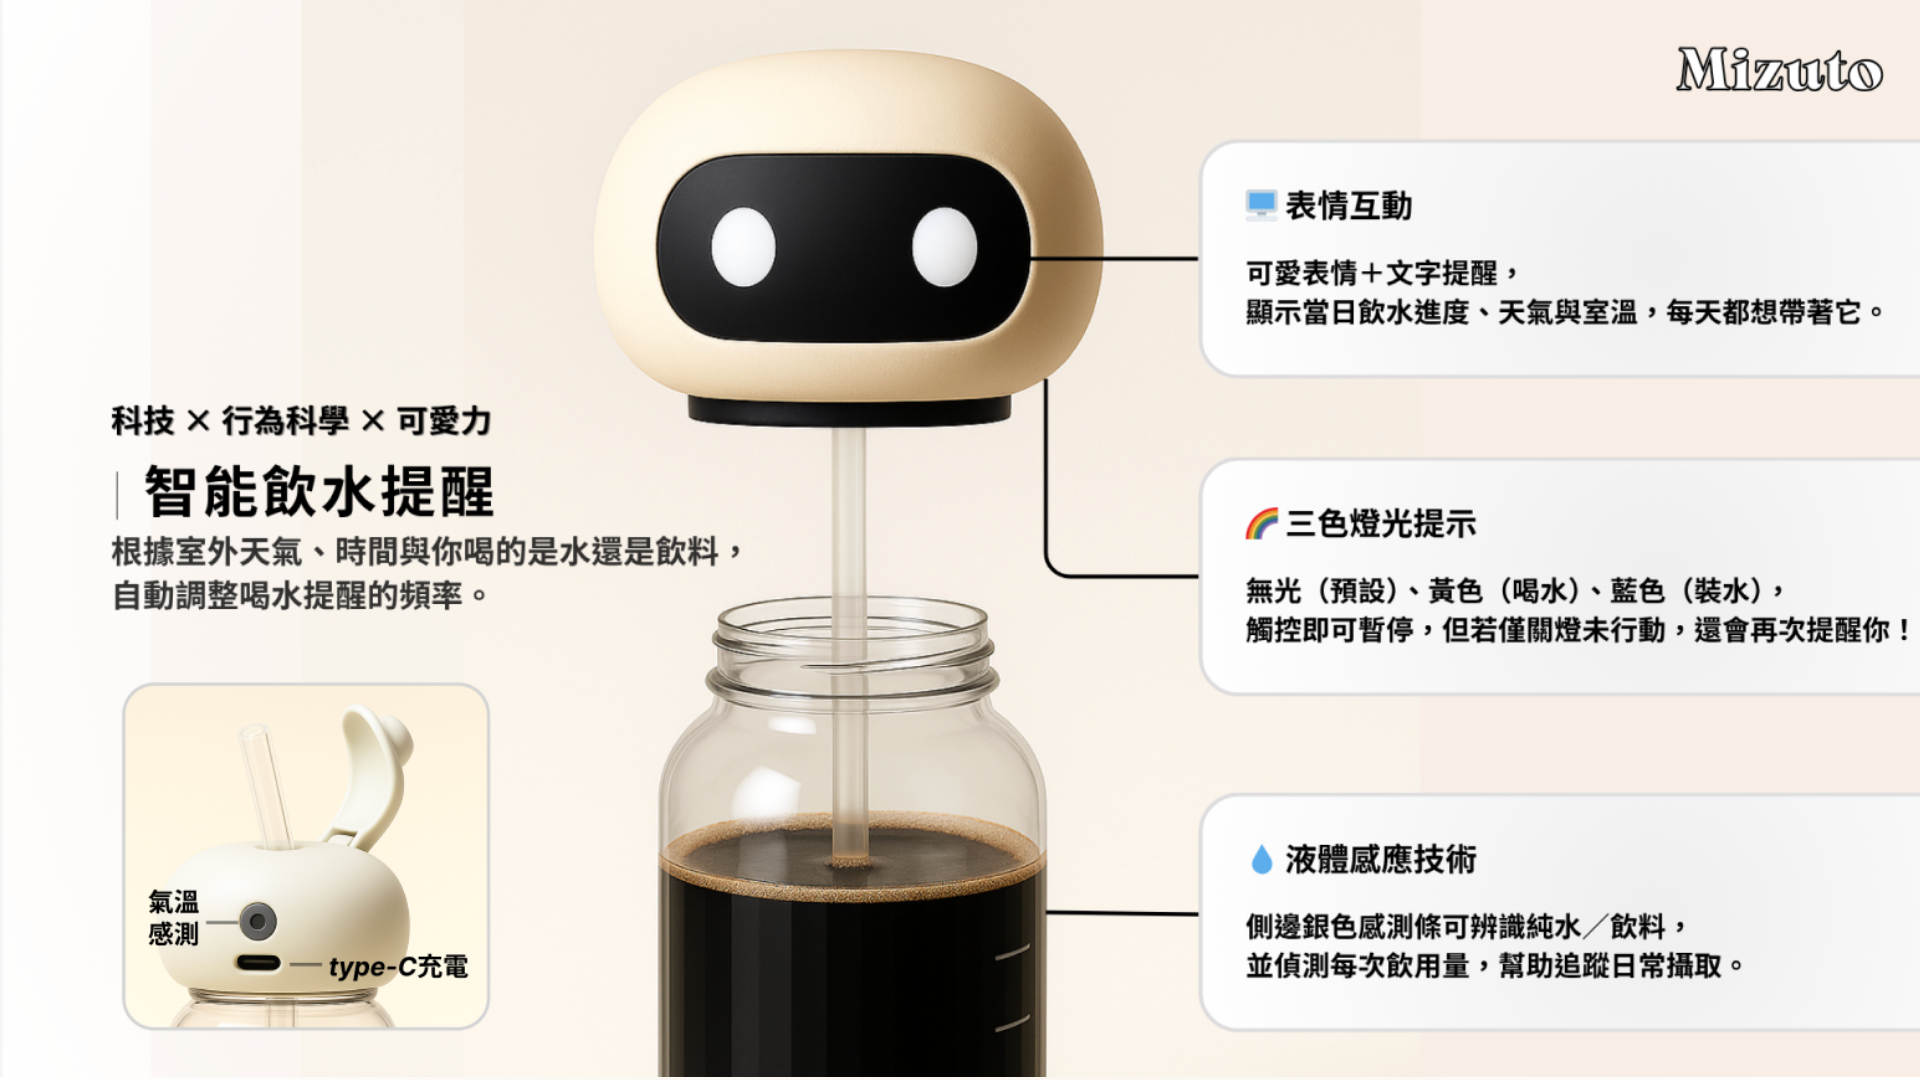 Mizuto
科技 × 行為科學 × 可愛力
智能飲水提醒
根據室外天氣、時間與你喝的是水還是飲料，
自動調整喝水提醒的頻率。
氣溫
感測
type-C充電
表情互動
可愛表情＋文字提醒，
顯示當日飲水進度、天氣與室溫，每天都想帶著它。
三色燈光提示
無光（預設）、黃色（喝水）、藍色（裝水），
觸控即可暫停，但若僅關燈未行動，還會再次提醒你！
液體感應技術
側邊銀色感測條可辨識純水／飲料，
並偵測每次飲用量，幫助追蹤日常攝取。